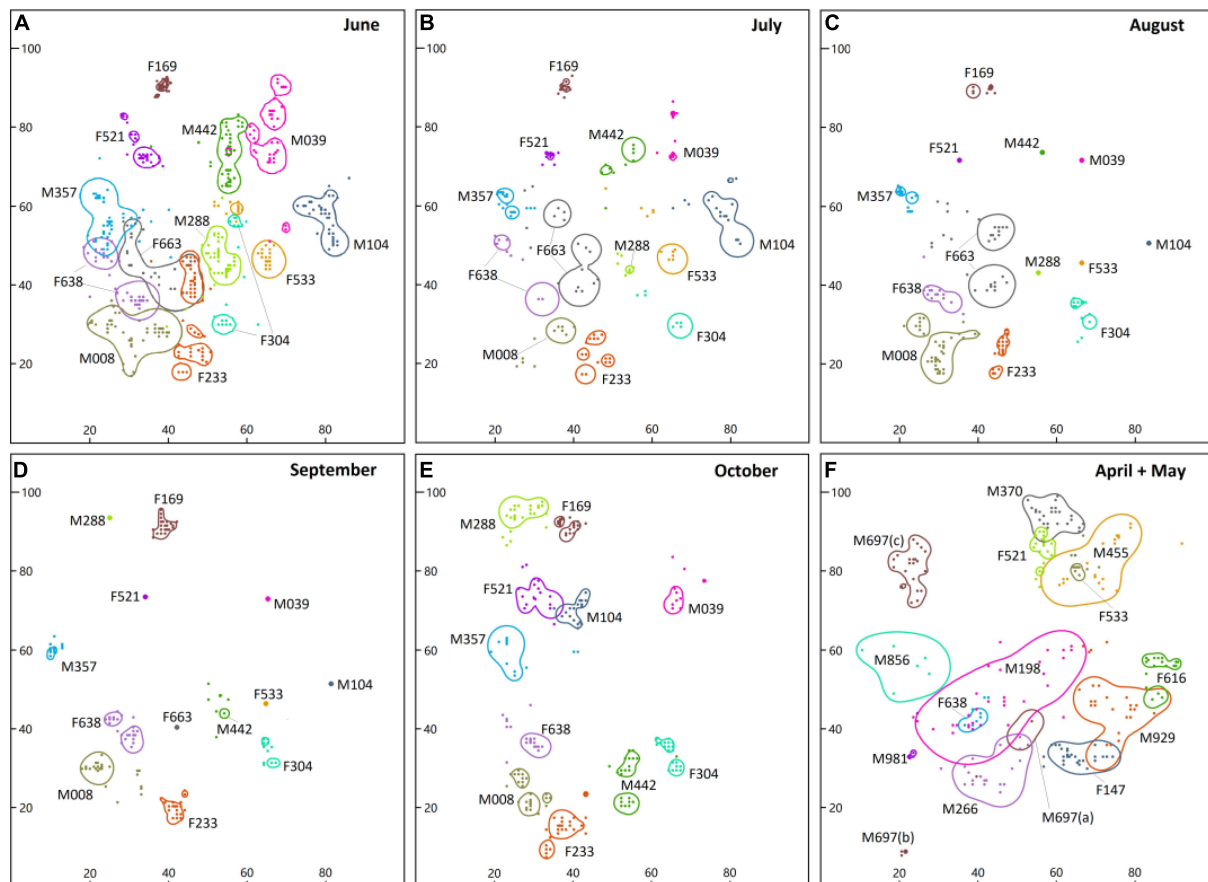 A June
100
80
60
40
20
20 40 60 80
F169
F521
M442
M039
M357
F663
M288
M104
F638
F533
M008
F304
F233
B July
100
80
60
40
20
20 40 60 80
F169
F521
M442
M039
M357
F663
M288
M104
F638
F533
M008
F304
F233
C August
100
80
60
40
20
20 40 60 80
F169
F521
M442
M039
M357
F663
M288
M104
F638
F533
M008
F304
F233
D September
100
80
60
40
20
20 40 60 80
M288
F169
F521
M039
M357
F638
F663
F533
M104
M442
M008
F304
F233
E October
100
80
60
40
20
20 40 60 80
M288
F169
F521
M104
M039
M357
F638
M008
M442
F304
F233
F April + May
100
80
60
40
20
20 40 60 80
M370
M697(c)
F521
M455
F533
M856
M198
F616
F638
M929
M981
M266
F147
M697(a)
M697(b)